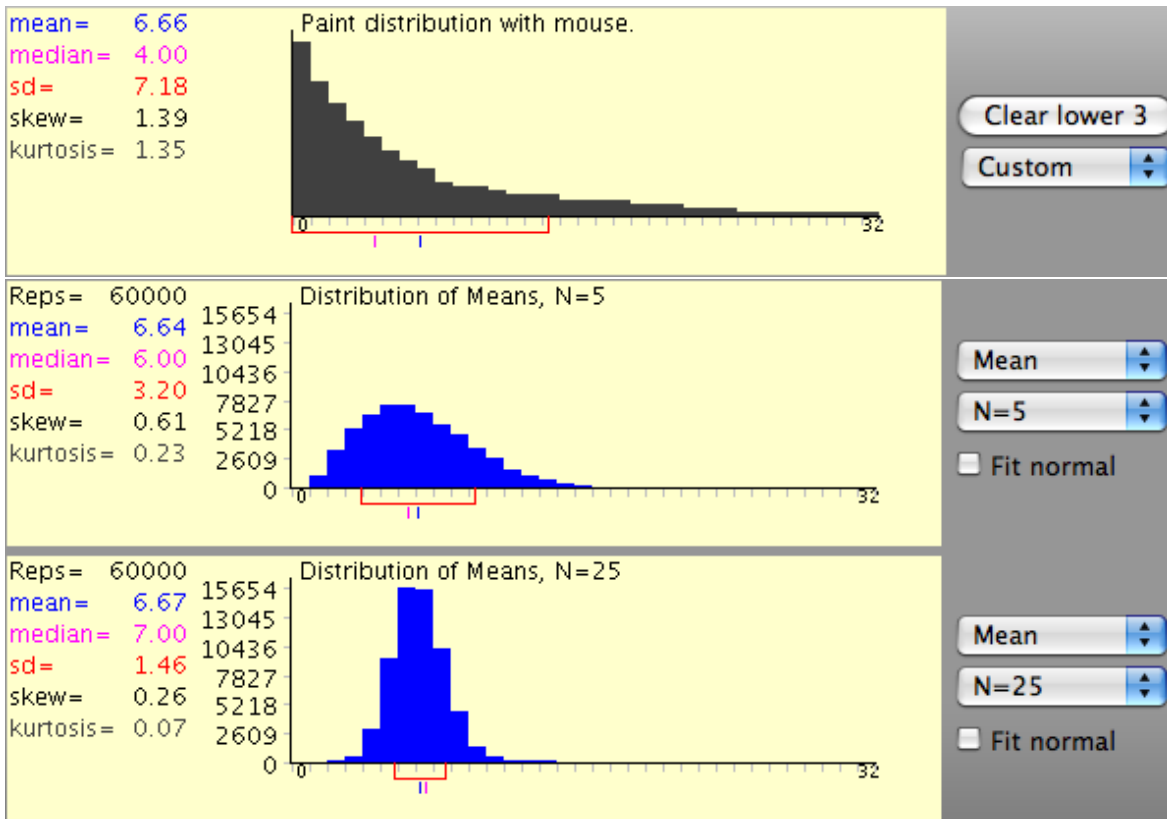 mean= 6.66
median= 4.00
sd= 7.18
skew= 1.39
kurtosis= 1.35
Paint distribution with mouse.
0 32
Clear lower 3
Custom
Reps= 60000
mean= 6.64
median= 6.00
sd= 3.20
skew= 0.61
kurtosis= 0.23
Distribution of Means, N=5
15654
13045
10436
7827
5218
2609
0
0 32
Mean
N=5
Fit normal
Reps= 60000
mean= 6.67
median= 7.00
sd= 1.46
skew= 0.26
kurtosis= 0.07
Distribution of Means, N=25
15654
13045
10436
7827
5218
2609
0
0 32
Mean
N=25
Fit normal